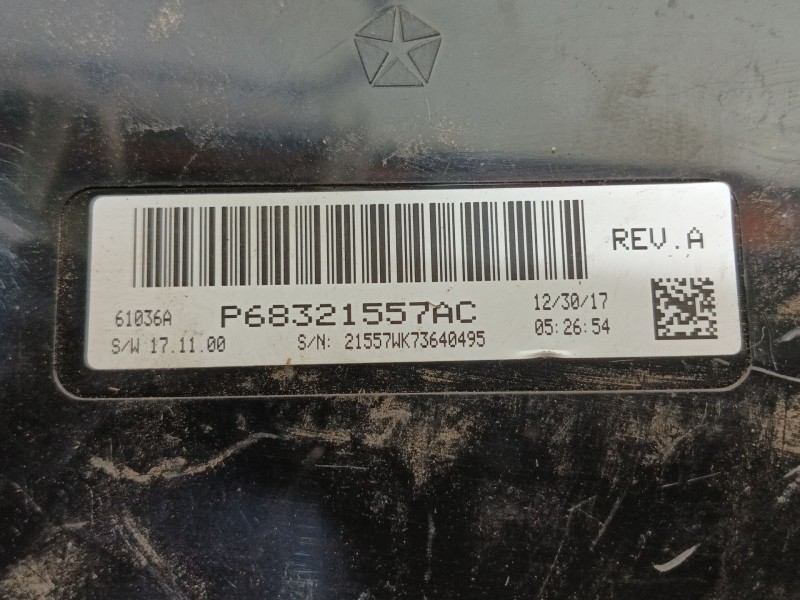 REV.A
61036A P68321557AC 12/30/17
S/W 17.11.00 S/N: 21557WK73640495 05:26:54